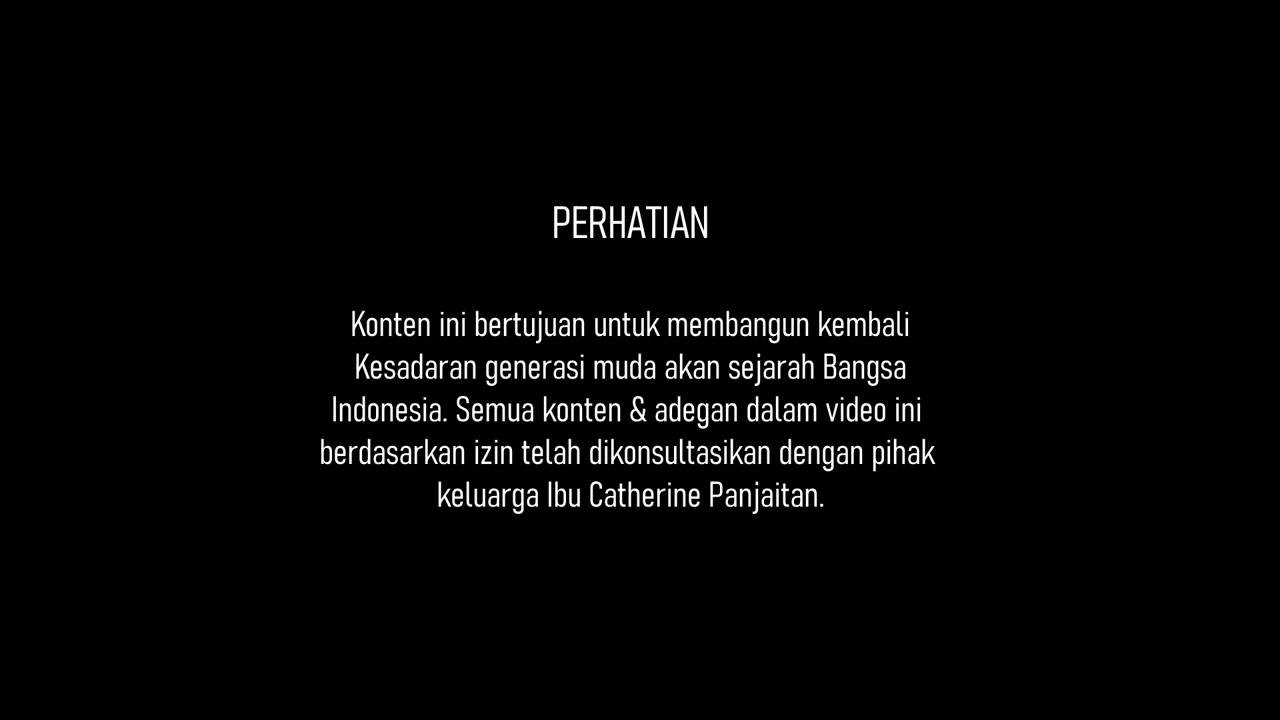 PERHATIAN
Konten ini bertujuan untuk membangun kembali
Kesadaran generasi muda akan sejarah Bangsa
Indonesia. Semua konten & adegan dalam video ini
berdasarkan izin telah dikonsultasikan dengan pihak
keluarga Ibu Catherine Panjaitan.